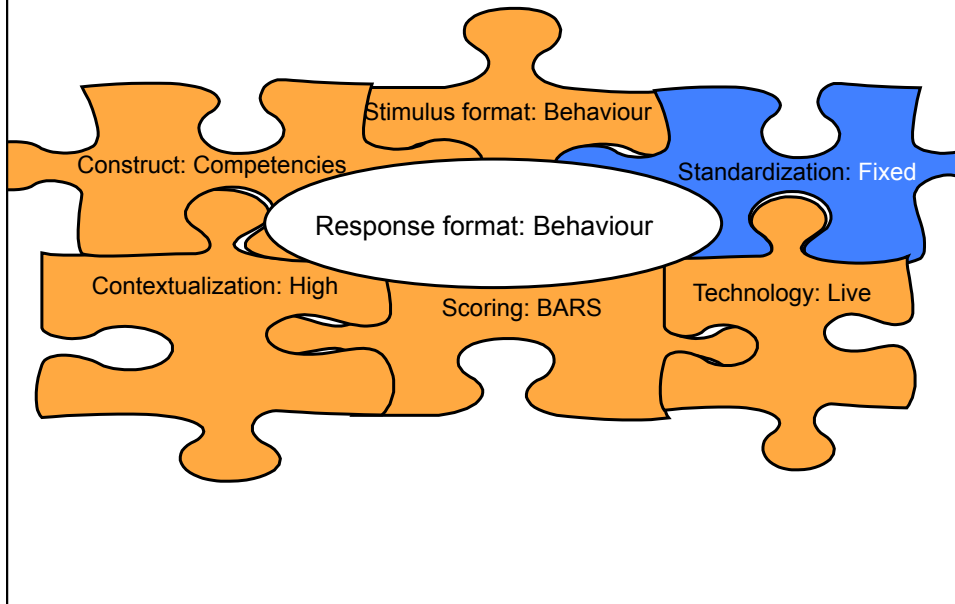 Stimulus format: Behaviour
Construct: Competencies
Standardization: Fixed
Response format: Behaviour
Contextualization: High
Scoring: BARS
Technology: Live